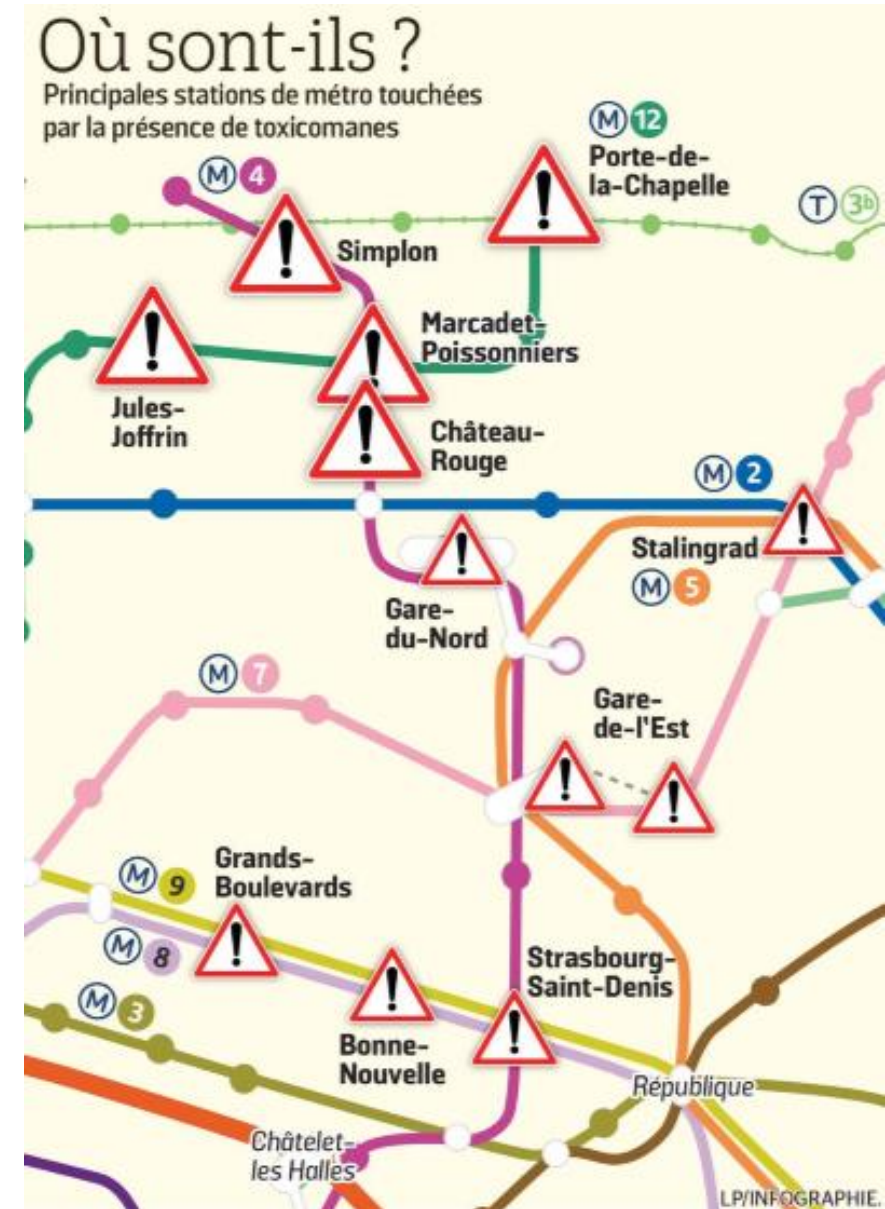 Où sont-ils ?
Principales stations de métro touchées
par la présence de toxicomanes
M 12
Porte-de-
la-Chapelle
M 4
T 3b
Simplon
Marcadet-
Poissonniers
Jules-
Joffrin
Château-
Rouge
M 2
Stalingrad
M 5
Gare-
du-Nord
M 7
Gare-
de-l'Est
Grands-
Boulevards
M 9
M 8
Strasbourg-
Saint-Denis
M 3
Bonne-
Nouvelle
République
Châtelet-
les Halles
LP/INFOGRAPHIE.